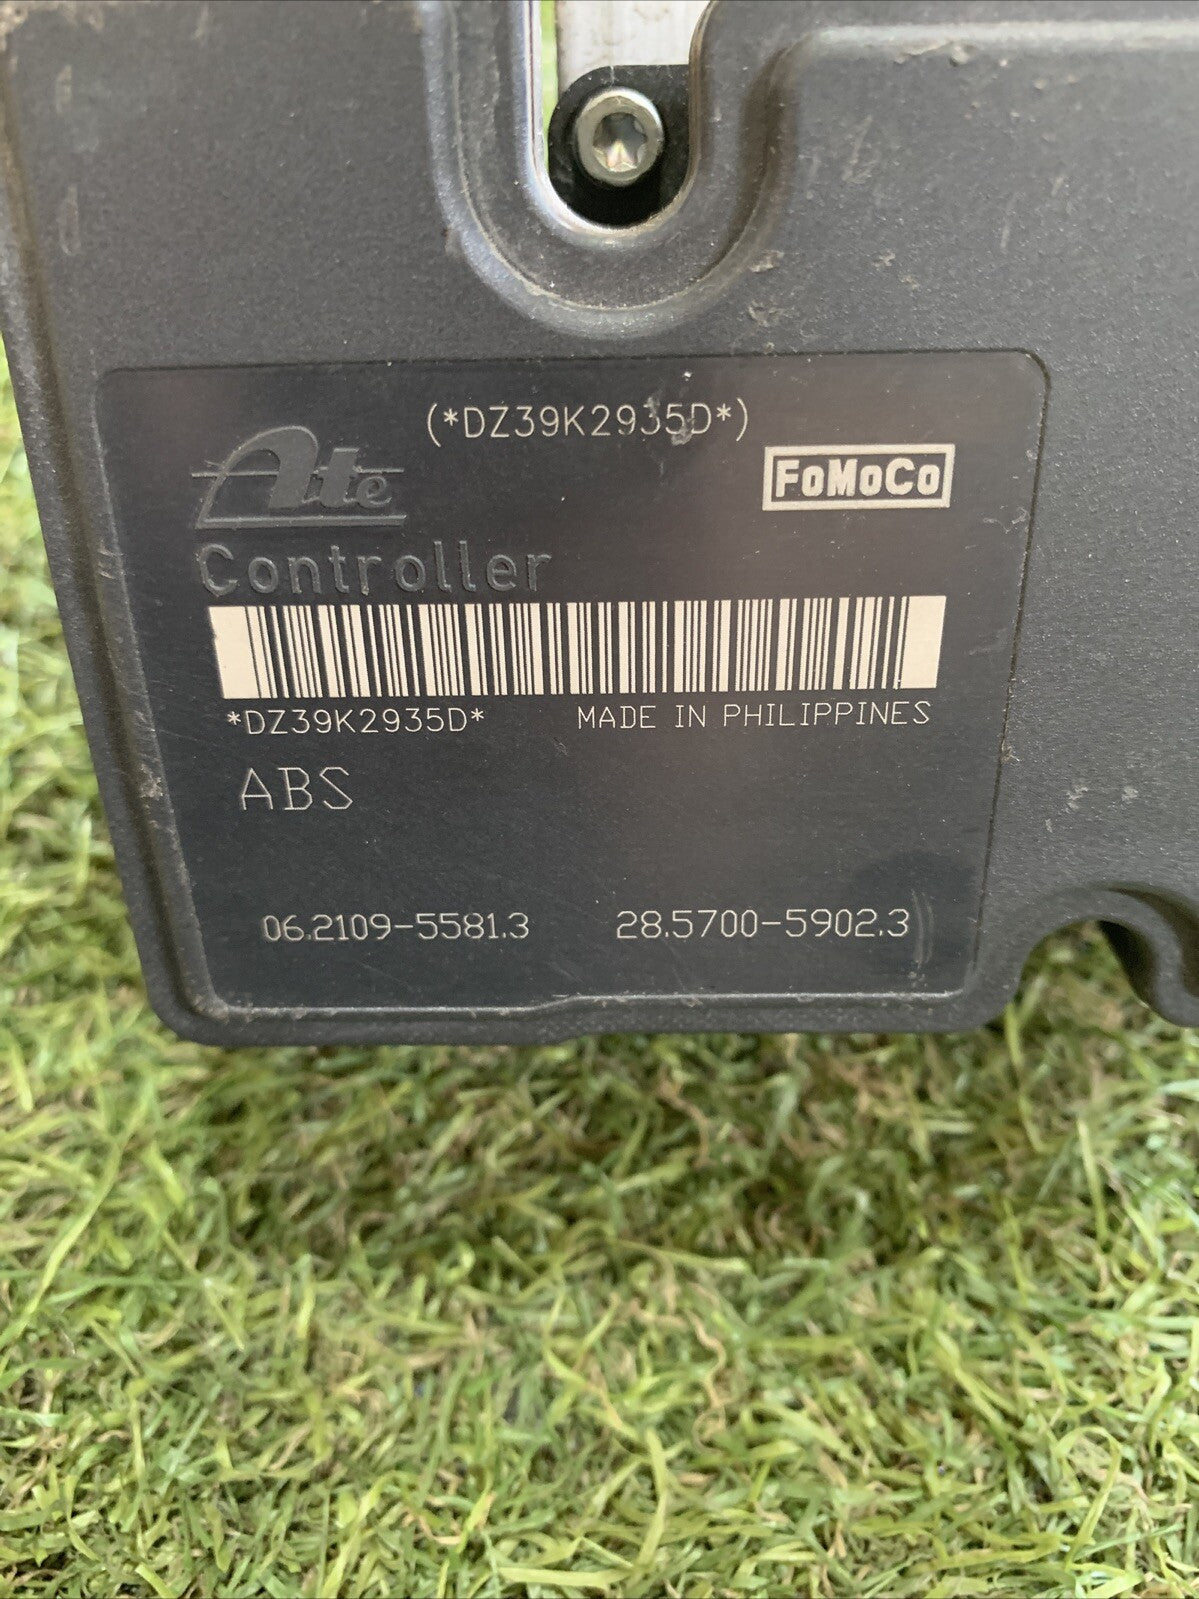 (*DZ39K2935D*)
Ate
FoMoCo
Controller
*DZ39K2935D* MADE IN PHILIPPINES
ABS
06.2109-5581.3 28.5700-5902.3